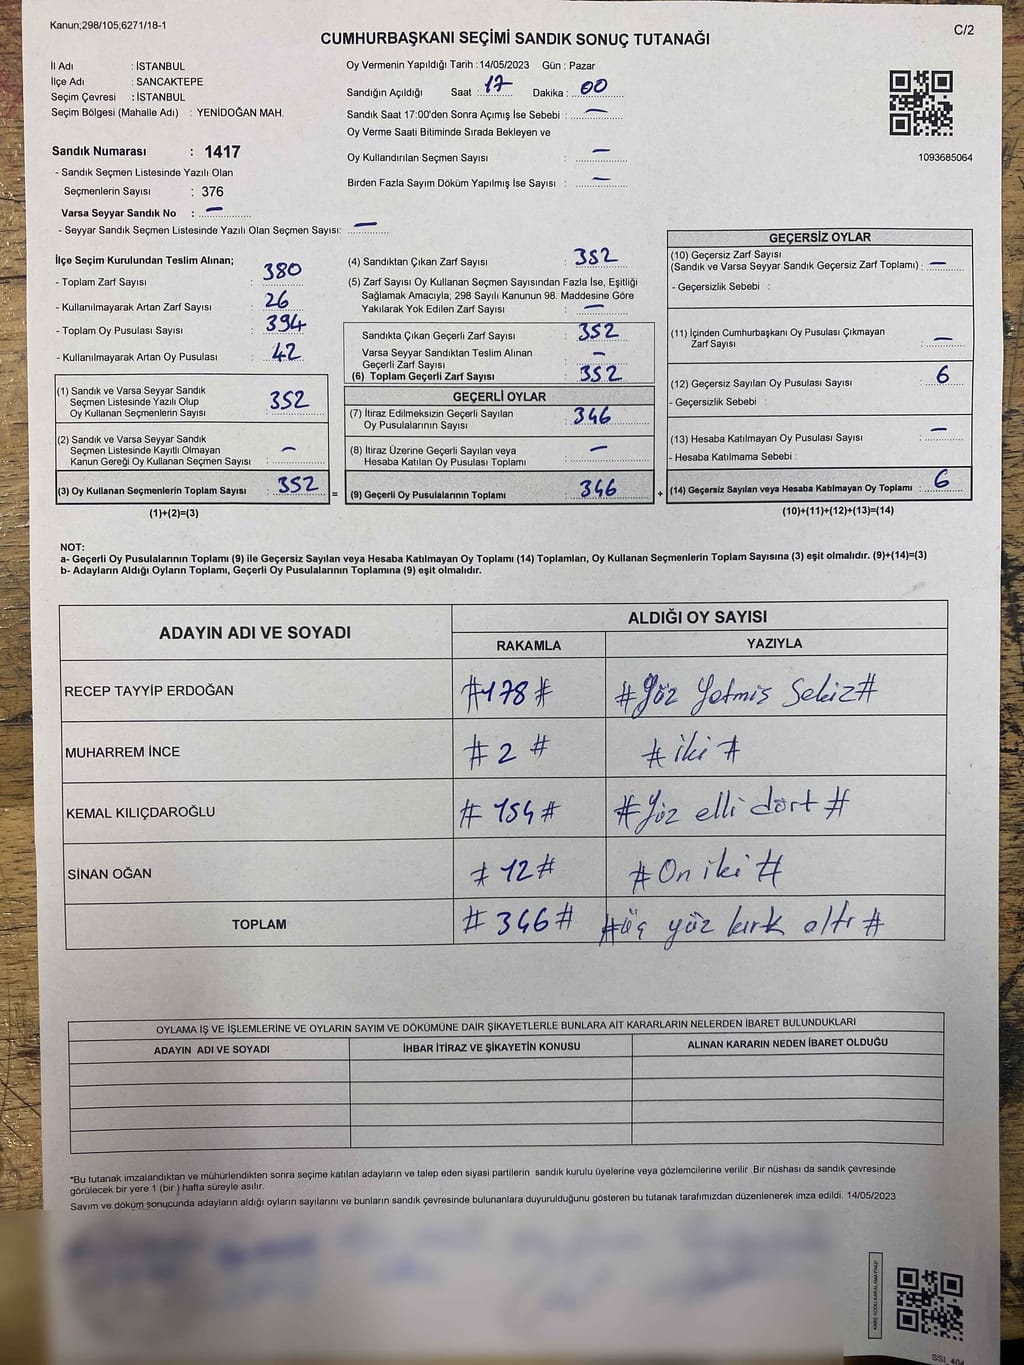 Kanun;298/105,6271/18-1
C/2
CUMHURBAŞKANI SEÇİMİ SANDIK SONUÇ TUTANAĞI
İl Adı : İSTANBUL
İlçe Adı : SANCAKTEPE
Seçim Çevresi : İSTANBUL
Seçim Bölgesi (Mahalle Adı) : YENİDOĞAN MAH.
Sandık Numarası : 1417
- Sandık Seçmen Listesinde Yazılı Olan
Seçmenlerin Sayısı : 376
Varsa Seyyar Sandık No : —
- Seyyar Sandık Seçmen Listesinde Yazılı Olan Seçmen Sayısı: —
Oy Vermenin Yapıldığı Tarih :14/05/2023 Gün : Pazar
Sandığın Açıldığı Saat : 17 Dakika : 00
Sandık Saat 17:00'den Sonra Açımış İse Sebebi : —
Oy Verme Saati Bitiminde Sırada Bekleyen ve
Oy Kullandırılan Seçmen Sayısı : —
Birden Fazla Sayım Döküm Yapılmış İse Sayısı : —
1093685064
İlçe Seçim Kurulundan Teslim Alınan;
- Toplam Zarf Sayısı : 380
- Kullanılmayarak Artan Zarf Sayısı : 26
- Toplam Oy Pusulası Sayısı : 394
- Kullanılmayarak Artan Oy Pusulası : 42
(1) Sandık ve Varsa Seyyar Sandık
Seçmen Listesinde Yazılı Olup
Oy Kullanan Seçmenlerin Sayısı : 352
(2) Sandık ve Varsa Seyyar Sandık
Seçmen Listesinde Kayıtlı Olmayan
Kanun Gereği Oy Kullanan Seçmen Sayısı : —
(3) Oy Kullanan Seçmenlerin Toplam Sayısı : 352
(1)+(2)=(3)
=
(4) Sandıktan Çıkan Zarf Sayısı : 352
(5) Zarf Sayısı Oy Kullanan Seçmen Sayısından Fazla İse, Eşitliği
Sağlamak Amacıyla; 298 Sayılı Kanunun 98. Maddesine Göre
Yakılarak Yok Edilen Zarf Sayısı : —
Sandıkta Çıkan Geçerli Zarf Sayısı : 352
Varsa Seyyar Sandıktan Teslim Alınan
Geçerli Zarf Sayısı : —
(6) Toplam Geçerli Zarf Sayısı : 352
GEÇERLİ OYLAR
(7) İtiraz Edilmeksizin Geçerli Sayılan
Oy Pusulalarının Sayısı : 346
(8) İtiraz Üzerine Geçerli Sayılan veya
Hesaba Katılan Oy Pusulası Toplamı : —
(9) Geçerli Oy Pusulalarının Toplamı : 346
+
GEÇERSİZ OYLAR
(10) Geçersiz Zarf Sayısı
(Sandık ve Varsa Seyyar Sandık Geçersiz Zarf Toplamı) : —
- Geçersizlik Sebebi :
(11) İçinden Cumhurbaşkanı Oy Pusulası Çıkmayan
Zarf Sayısı : —
(12) Geçersiz Sayılan Oy Pusulası Sayısı : 6
- Geçersizlik Sebebi :
(13) Hesaba Katılmayan Oy Pusulası Sayısı : —
- Hesaba Katılmama Sebebi :
(14) Geçersiz Sayılan veya Hesaba Katılmayan Oy Toplamı : 6
(10)+(11)+(12)+(13)=(14)
NOT:
a- Geçerli Oy Pusulalarının Toplamı (9) ile Geçersiz Sayılan veya Hesaba Katılmayan Oy Toplamı (14) Toplamları, Oy Kullanan Seçmenlerin Toplam Sayısına (3) eşit olmalıdır. (9)+(14)=(3)
b- Adayların Aldığı Oyların Toplamı, Geçerli Oy Pusulalarının Toplamına (9) eşit olmalıdır.
ADAYIN ADI VE SOYADI
ALDIĞI OY SAYISI
RAKAMLA YAZIYLA
RECEP TAYYİP ERDOĞAN #178# #Yöz Yetmiş Sekiz#
MUHARREM İNCE #2# #iki#
KEMAL KILIÇDAROĞLU #154# #Yöz elli dört#
SİNAN OĞAN #12# #On iki#
TOPLAM #346# #üç yöz kırk altı#
OYLAMA İŞ VE İŞLEMLERİNE VE OYLARIN SAYIM VE DÖKÜMÜNE DAİR ŞİKAYETLERLE BUNLARA AİT KARARLARIN NELERDEN İBARET BULUNDUKLARI
ADAYIN ADI VE SOYADI İHBAR İTİRAZ VE ŞİKAYETİN KONUSU ALINAN KARARIN NEDEN İBARET OLDUĞU
*Bu tutanak imzalandıktan ve mühürlendikten sonra seçime katılan adayların ve talep eden siyasi partilerin sandık kurulu üyelerine veya gözlemcilerine verilir .Bir nüshası da sandık çevresinde
görülecek bir yere 1 (bir ) hafta süreyle asılır.
Sayım ve döküm sonucunda adayların aldığı oyların sayılarını ve bunların sandık çevresinde bulunanlara duyurulduğunu gösteren bu tutanak tarafımızdan düzenlenerek imza edildi. 14/05/2023
KARE KODU KARALAMAYINIZ!